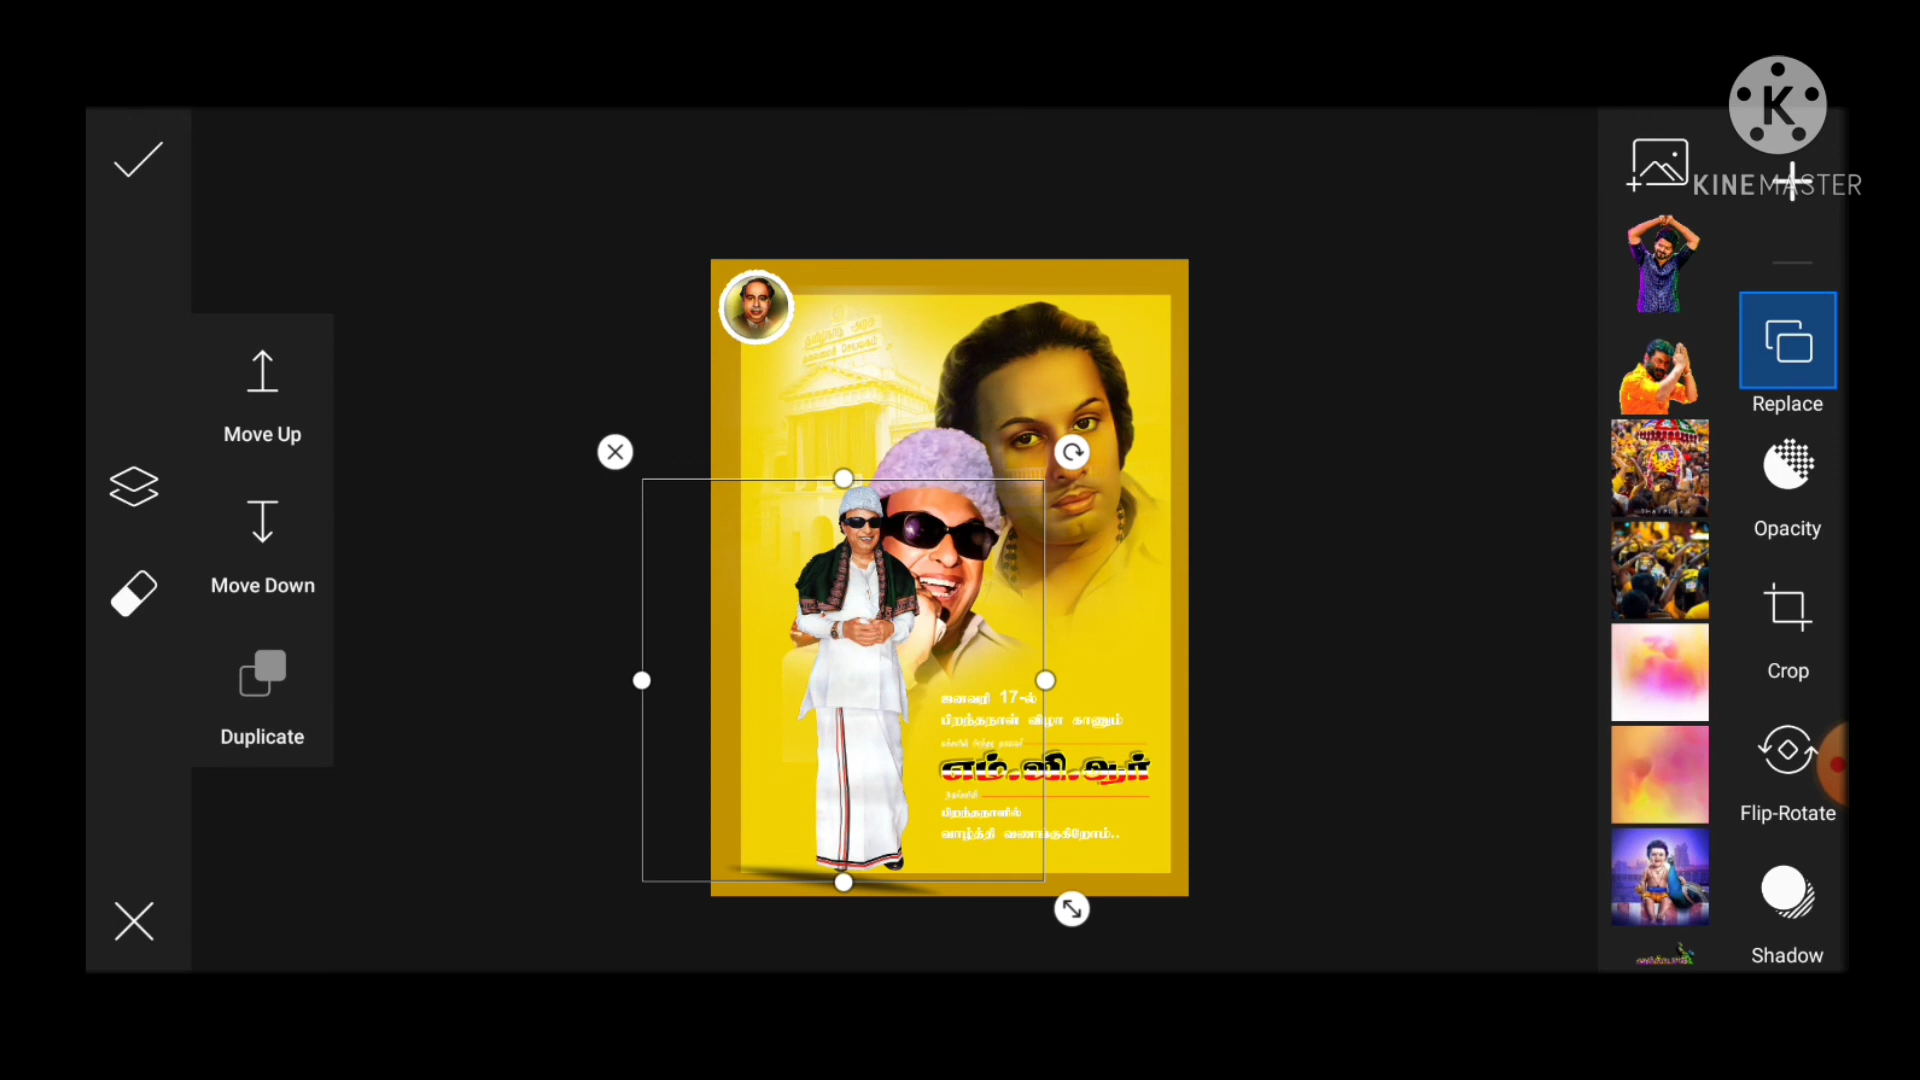 KINEMASTER
Replace
Opacity
Crop
Flip-Rotate
Shadow
Move Up
Move Down
Duplicate
ஜனவரி 17-ல்
பிறந்தநாள் விழா காணும்
எம்.ஜி.ஆர்
பிறந்தநாளில்
வாழ்த்தி வணங்குகிறோம்..